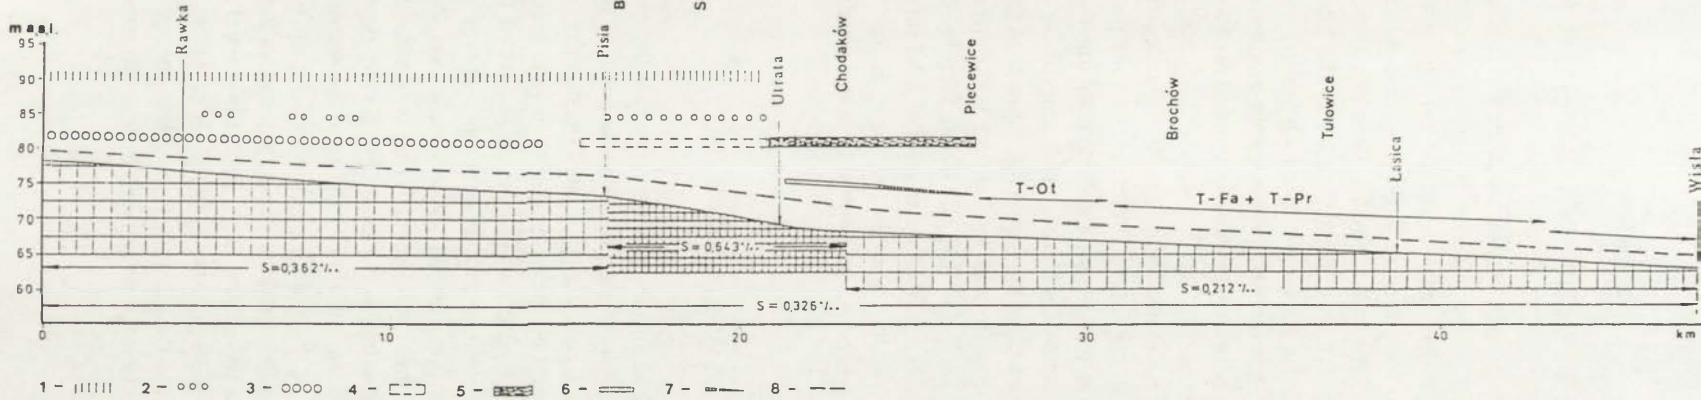 m a.s.l.
95
90
85
80
75
70
65
60
Rawka
Pisia
B
S
Utrata
Chodaków
Plecewice
Brochów
Tułowice
Łasica
Wisła
T-Ot
T-Fa + T-Pr
S=0,643‰
S=0,362‰
S=0,212‰
S = 0,326‰
0 10 20 30 40 km
1 - 2 - 3 - 4 - 5 - 6 - 7 - 8 -